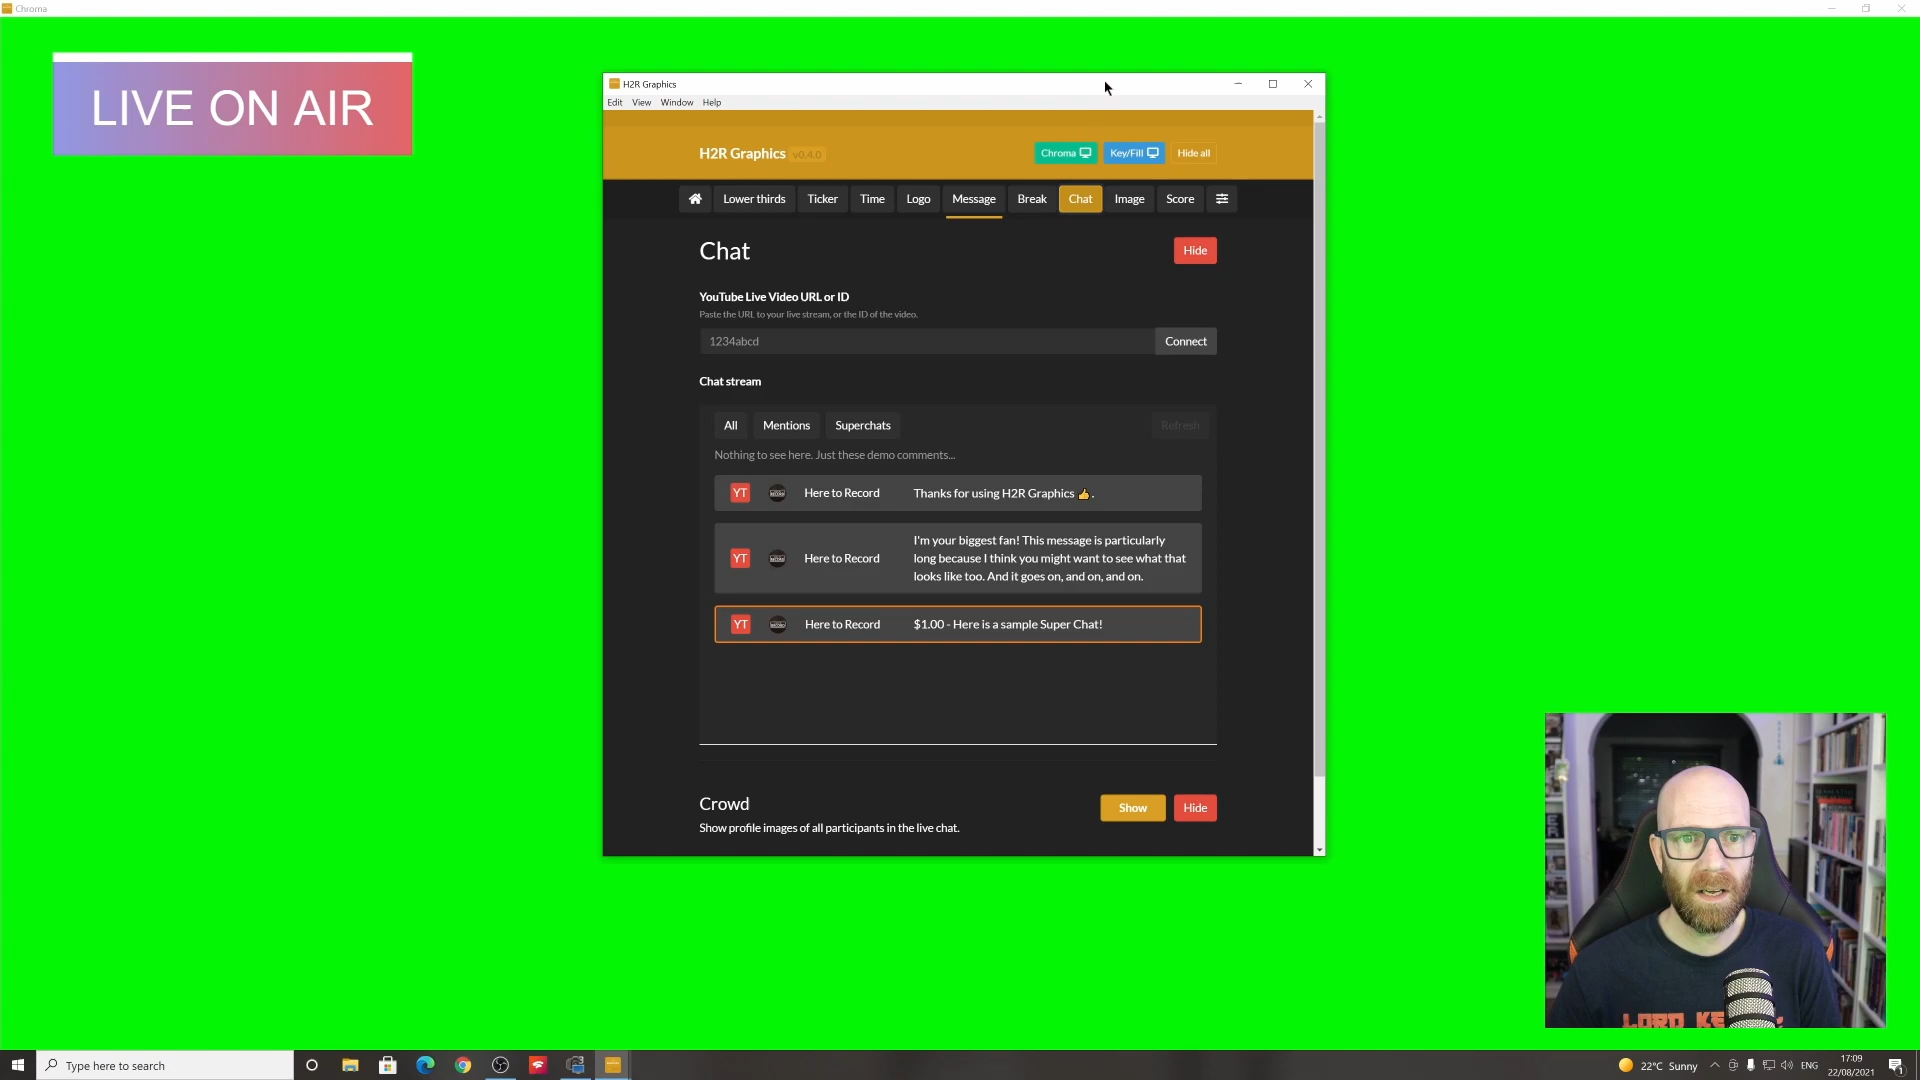 Chroma
LIVE ON AIR
H2R Graphics
Edit View Window Help
H2R Graphics v0.4.0
Chroma Key/Fill Hide all
Lower thirds Ticker Time Logo Message Break Chat Image Score
Chat Hide
YouTube Live Video URL or ID
Paste the URL to your live stream, or the ID of the video.
1234abcd Connect
Chat stream
All Mentions Superchats Refresh
Nothing to see here. Just these demo comments...
YT Here to Record Thanks for using H2R Graphics 👍.
I'm your biggest fan! This message is particularly
YT Here to Record long because I think you might want to see what that
looks like too. And it goes on, and on, and on.
YT Here to Record $1.00 - Here is a sample Super Chat!
Crowd Show Hide
Show profile images of all participants in the live chat.
LORD
Type here to search
22°C Sunny ENG
17:09
22/08/2021